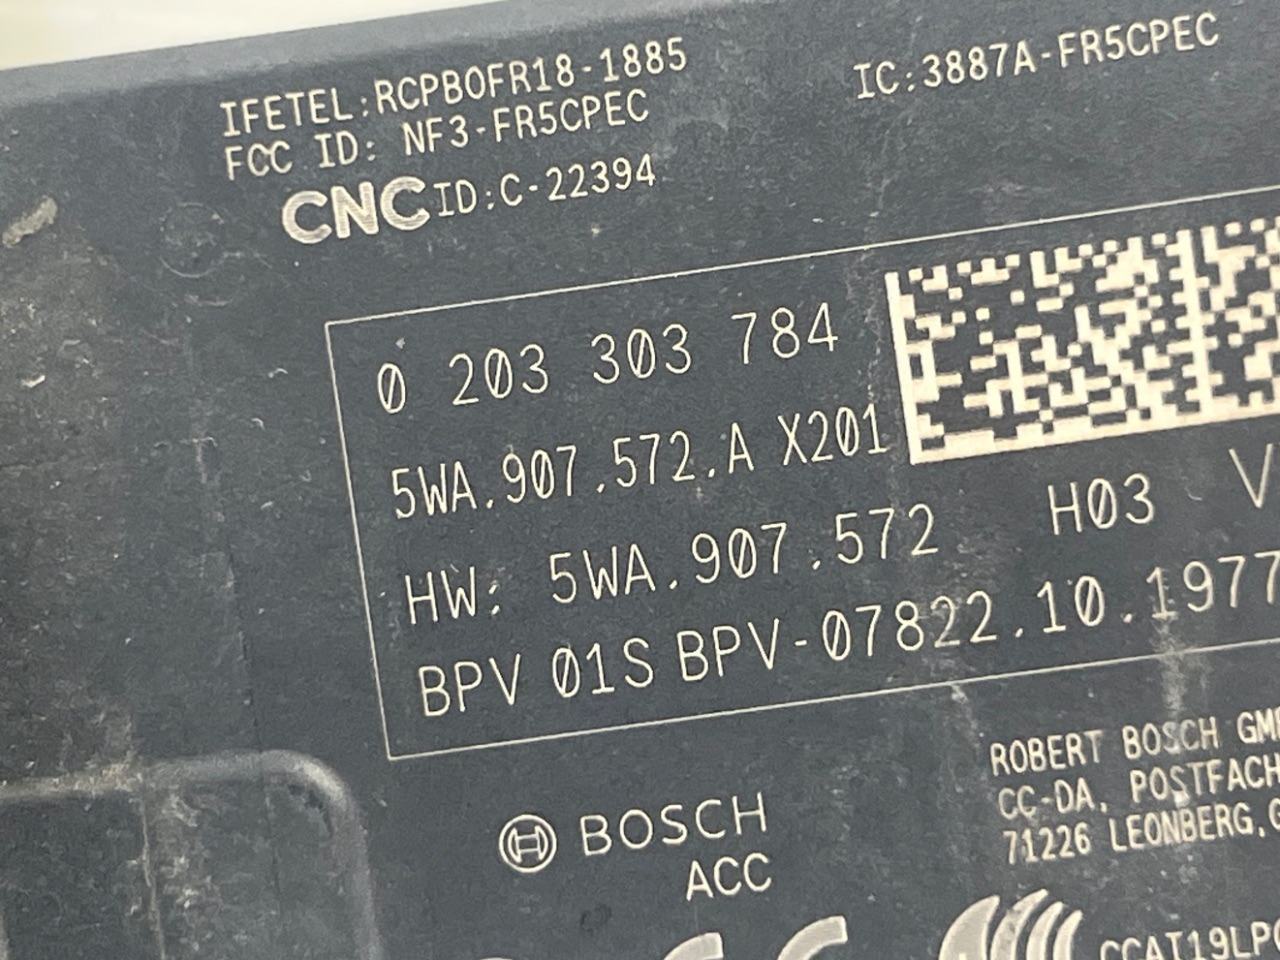 IFETEL:RCPBOFR18-1885
IC:3887A-FR5CPEC
FCC ID: NF3-FR5CPEC
CNC ID:C-22394
0 203 303 784
5WA.907.572.A X201
HW: 5WA.907.572 H03 V
BPV 01S BPV-07822.10.1977
ROBERT BOSCH GM
CC-DA, POSTFACH
71226 LEONBERG,
BOSCH
ACC
CCAI19LP